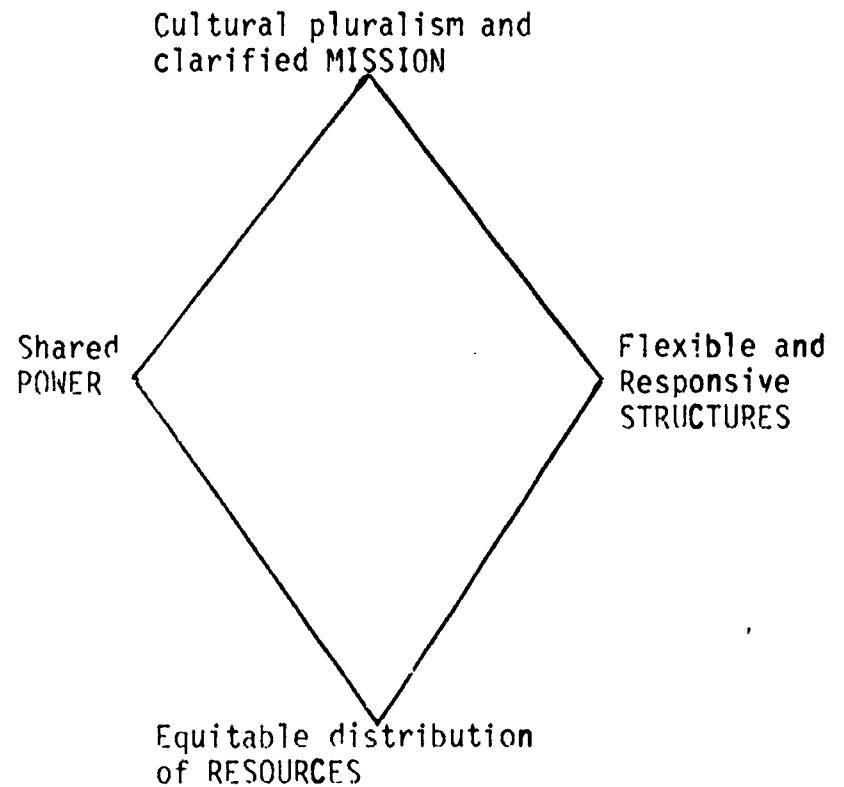 Cultural pluralism and
clarified MISSION
Shared
POWER
Flexible and
Responsive
STRUCTURES
Equitable distribution
of RESOURCES